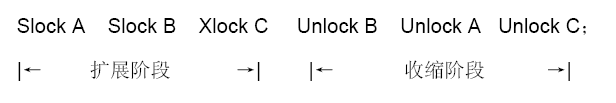 Slock A Slock B Xlock C Unlock B Unlock A Unlock C；
|← 扩展阶段 →| |← 收缩阶段 →|